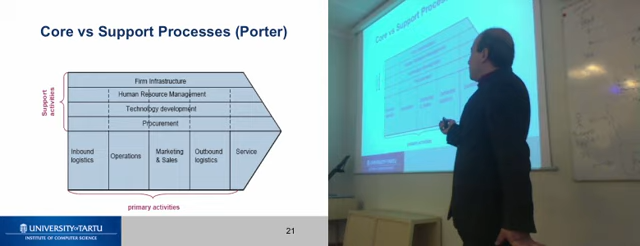 Core vs Support Processes (Porter)
Support
activities
Firm Infrastructure
Human Resource Management
Technology development
Procurement
Inbound
logistics
Operations
Marketing
& Sales
Outbound
logistics
Service
primary activities
UNIVERSITY OF TARTU
INSTITUTE OF COMPUTER SCIENCE
21
Core vs Support Processes